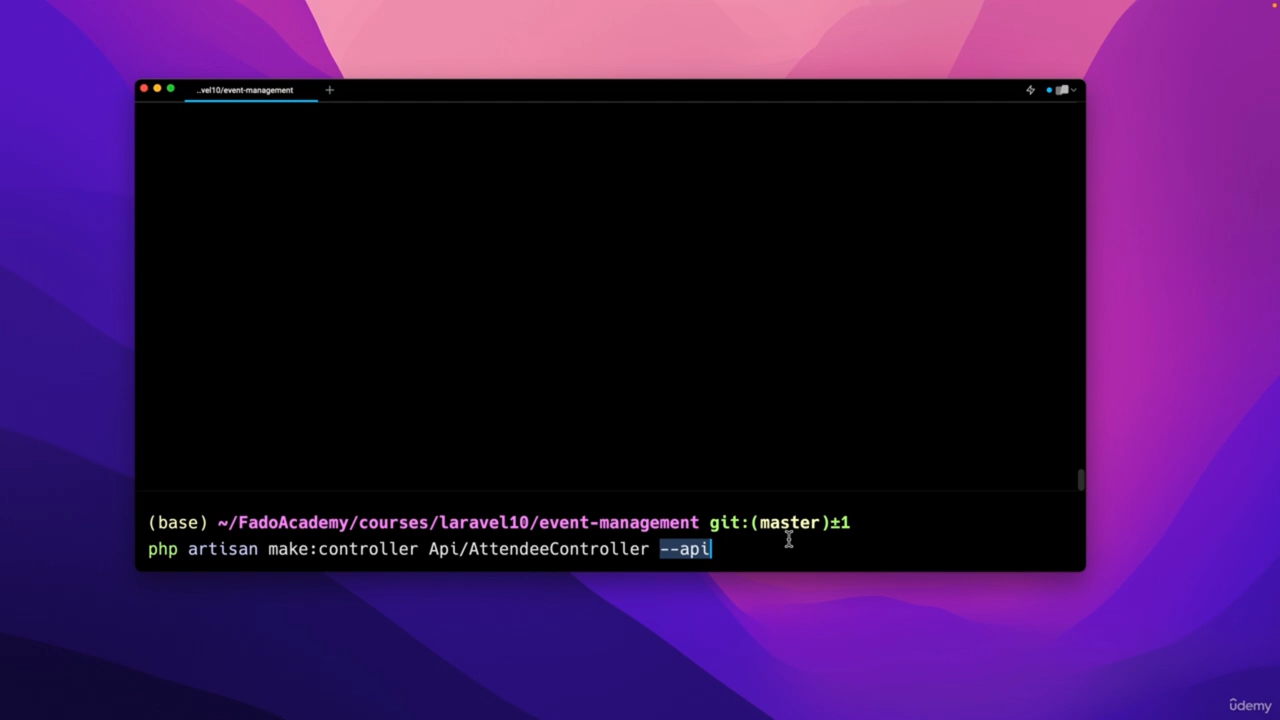 ..vel10/event-management
(base) ~/FadoAcademy/courses/laravel10/event-management git:(master)±1
php artisan make:controller Api/AttendeeController --api
ûdemy